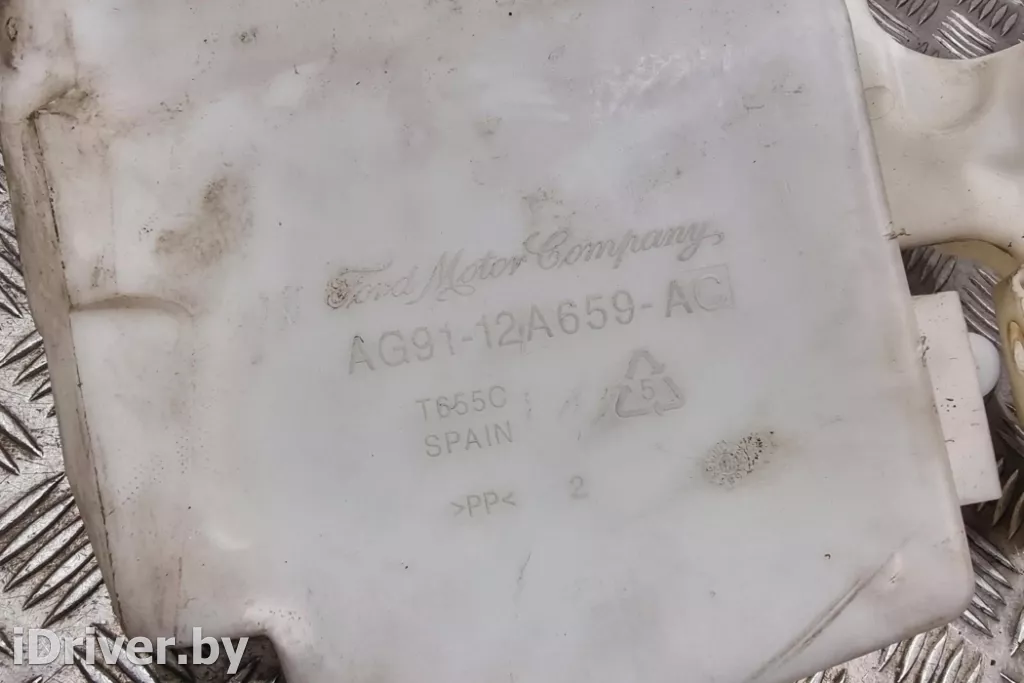 Ford Motor Company,
AG91-12A659-AC
T655C
SPAIN
5
>PP< 2
iDriver.by